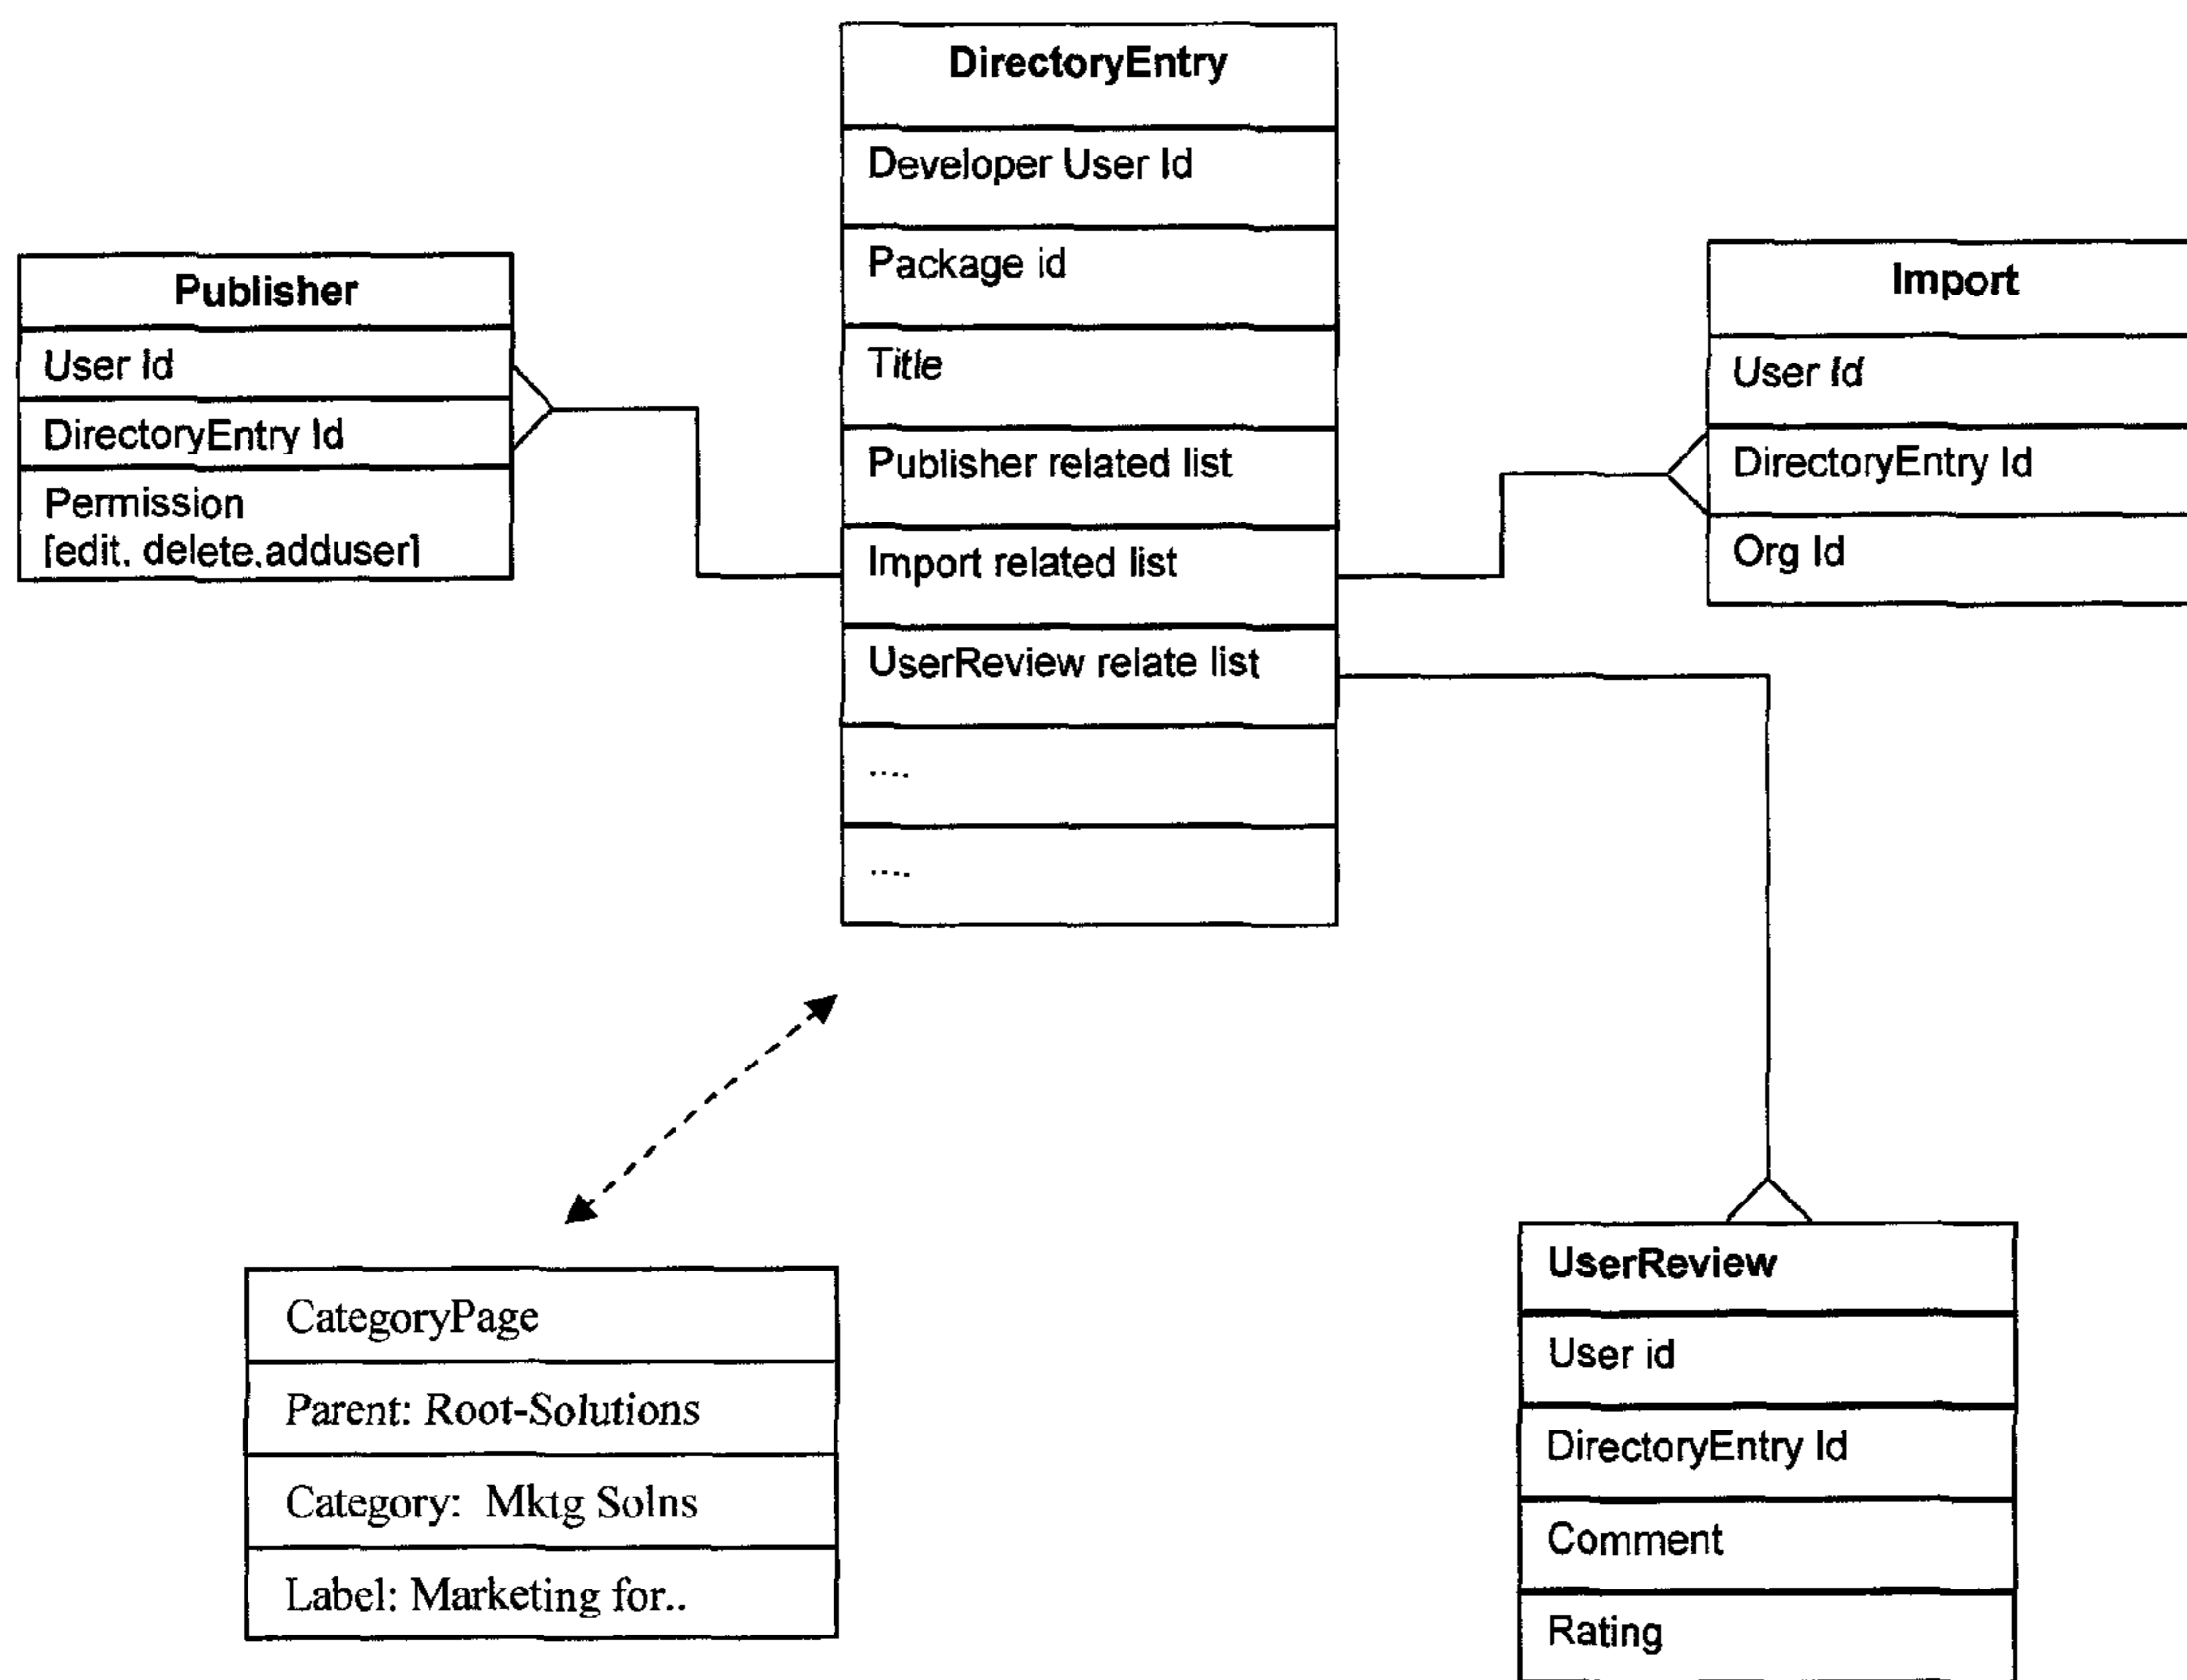 DirectoryEntry
Developer User Id
Package id
Title
Publisher related list
Import related list
UserReview relate list
....
....
Publisher
User Id
DirectoryEntry Id
Permission
[edit, delete,adduser]
Import
User Id
DirectoryEntry Id
Org Id
CategoryPage
Parent: Root-Solutions
Category: Mktg Solns
Label: Marketing for..
UserReview
User id
DirectoryEntry Id
Comment
Rating